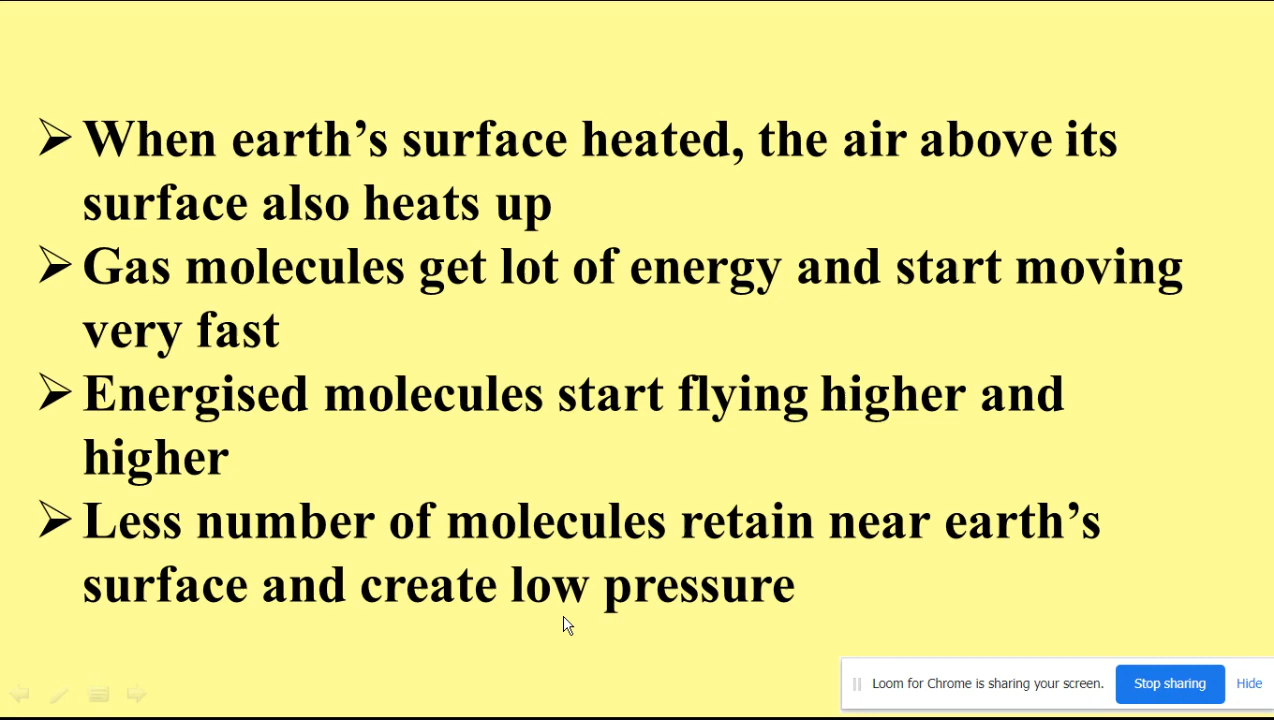 ➢ When earth’s surface heated, the air above its
surface also heats up
➢ Gas molecules get lot of energy and start moving
very fast
➢ Energised molecules start flying higher and
higher
➢ Less number of molecules retain near earth’s
surface and create low pressure
Loom for Chrome is sharing your screen. Stop sharing Hide